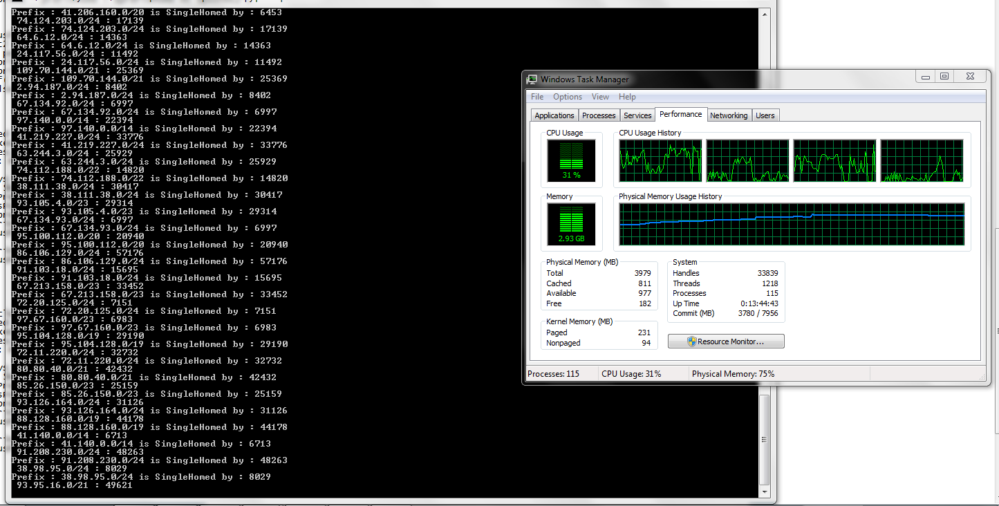 Prefix : 41.206.160.0/20 is SingleHomed by : 6453
74.124.203.0/24 : 17139
Prefix : 74.124.203.0/24 is SingleHomed by : 17139
64.6.12.0/24 : 14363
Prefix : 64.6.12.0/24 is SingleHomed by : 14363
24.117.56.0/24 : 11492
Prefix : 24.117.56.0/24 is SingleHomed by : 11492
109.70.144.0/21 : 25369
Prefix : 109.70.144.0/21 is SingleHomed by : 25369
2.94.187.0/24 : 8402
Prefix : 2.94.187.0/24 is SingleHomed by : 8402
67.134.92.0/24 : 6997
Prefix : 67.134.92.0/24 is SingleHomed by : 6997
97.140.0.0/14 : 22394
Prefix : 97.140.0.0/14 is SingleHomed by : 22394
41.219.227.0/24 : 33776
Prefix : 41.219.227.0/24 is SingleHomed by : 33776
63.244.3.0/24 : 25929
Prefix : 63.244.3.0/24 is SingleHomed by : 25929
74.112.188.0/22 : 14820
Prefix : 74.112.188.0/22 is SingleHomed by : 14820
38.111.38.0/24 : 30417
Prefix : 38.111.38.0/24 is SingleHomed by : 30417
93.105.4.0/23 : 29314
Prefix : 93.105.4.0/23 is SingleHomed by : 29314
67.134.93.0/24 : 6997
Prefix : 67.134.93.0/24 is SingleHomed by : 6997
95.100.112.0/20 : 20940
Prefix : 95.100.112.0/20 is SingleHomed by : 20940
86.106.129.0/24 : 57176
Prefix : 86.106.129.0/24 is SingleHomed by : 57176
91.103.18.0/24 : 15695
Prefix : 91.103.18.0/24 is SingleHomed by : 15695
67.213.158.0/23 : 33452
Prefix : 67.213.158.0/23 is SingleHomed by : 33452
72.20.125.0/24 : 7151
Prefix : 72.20.125.0/24 is SingleHomed by : 7151
97.67.160.0/23 : 6983
Prefix : 97.67.160.0/23 is SingleHomed by : 6983
95.104.128.0/19 : 29190
Prefix : 95.104.128.0/19 is SingleHomed by : 29190
72.11.220.0/24 : 32732
Prefix : 72.11.220.0/24 is SingleHomed by : 32732
80.80.40.0/21 : 42432
Prefix : 80.80.40.0/21 is SingleHomed by : 42432
85.26.150.0/23 : 25159
Prefix : 85.26.150.0/23 is SingleHomed by : 25159
93.126.164.0/24 : 31126
Prefix : 93.126.164.0/24 is SingleHomed by : 31126
88.128.160.0/19 : 44178
Prefix : 88.128.160.0/19 is SingleHomed by : 44178
41.140.0.0/14 : 6713
Prefix : 41.140.0.0/14 is SingleHomed by : 6713
91.208.230.0/24 : 48263
Prefix : 91.208.230.0/24 is SingleHomed by : 48263
38.98.95.0/24 : 8029
Prefix : 38.98.95.0/24 is SingleHomed by : 8029
93.95.16.0/21 : 49621
Windows Task Manager
File Options View Help
Applications Processes Services Performance Networking Users
CPU Usage CPU Usage History
31 %
Memory Physical Memory Usage History
2.93 GB
Physical Memory (MB)
Total 3979
Cached 811
Available 977
Free 182
Kernel Memory (MB)
Paged 231
Nonpaged 94
System
Handles 33839
Threads 1218
Processes 115
Up Time 0:13:44:43
Commit (MB) 3780 / 7956
Resource Monitor...
Processes: 115 CPU Usage: 31% Physical Memory: 75%